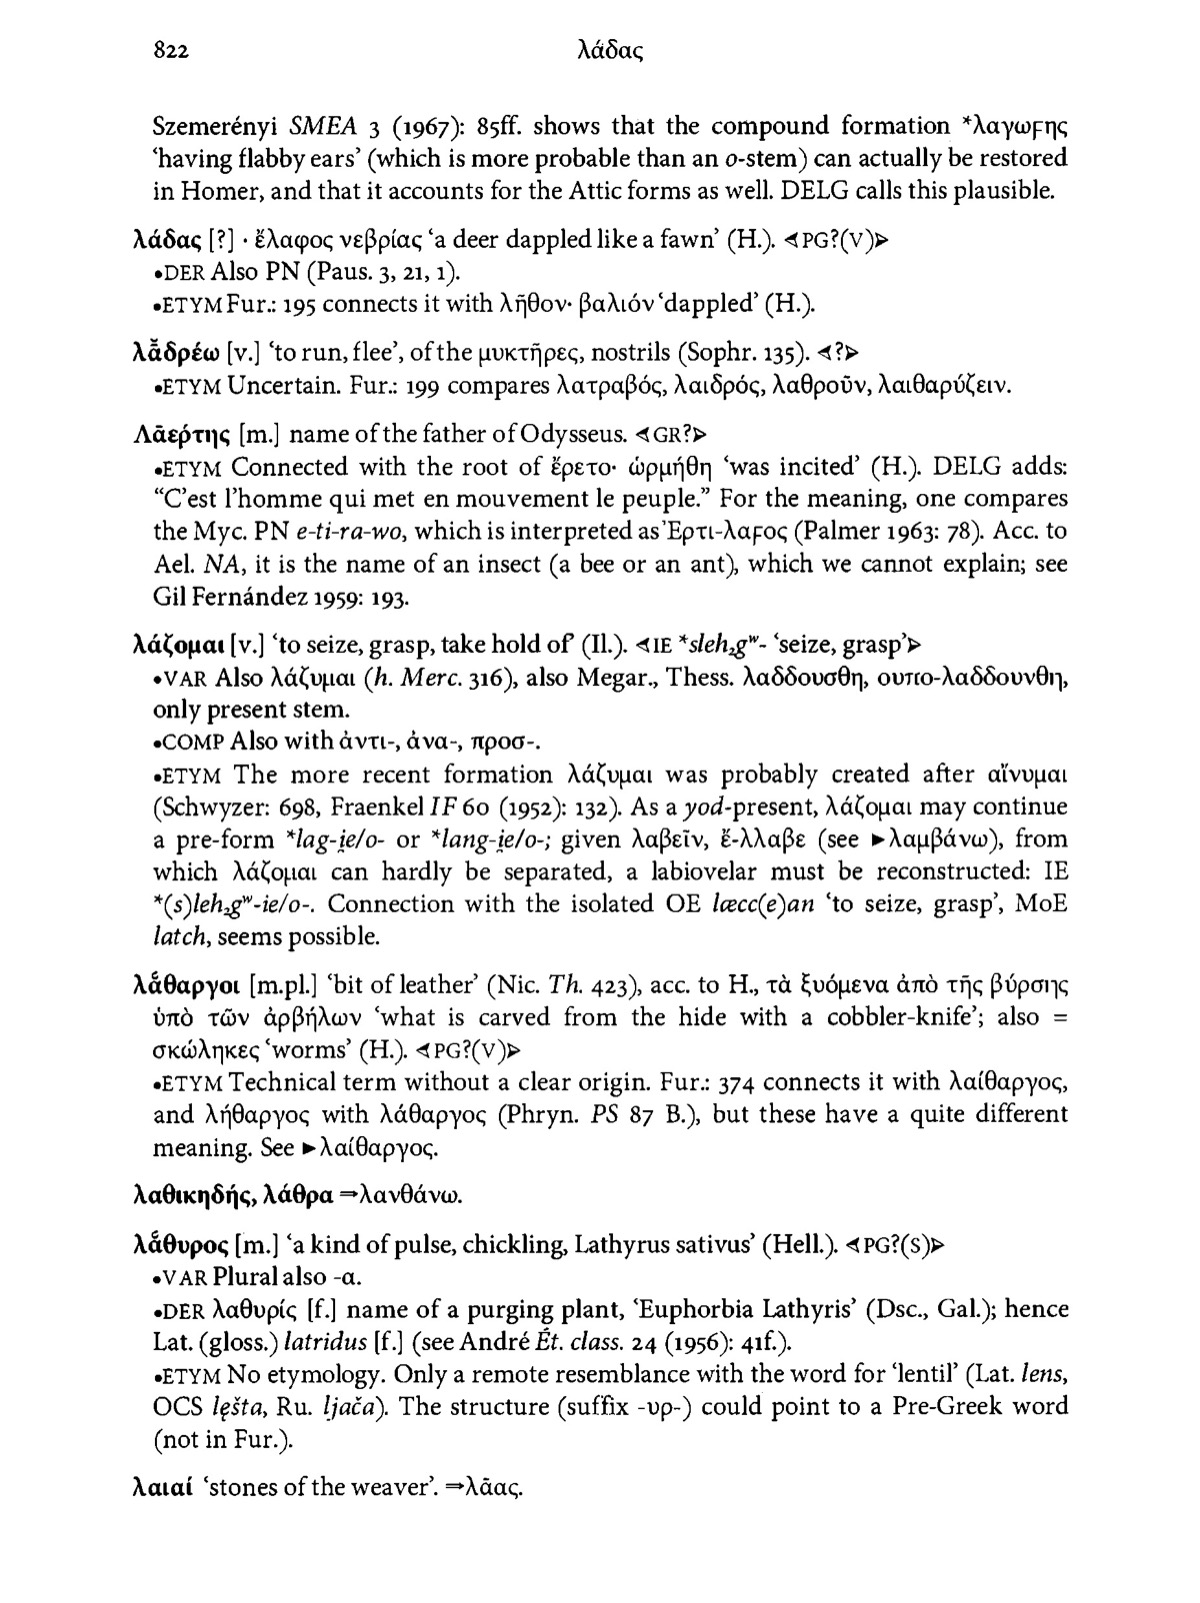 822
λάδας
Szemerényi SMEA 3 (1967): 85ff. shows that the compound formation *λαγωϝης
‘having flabby ears’ (which is more probable than an o-stem) can actually be restored
in Homer, and that it accounts for the Attic forms as well. DELG calls this plausible.
λάδας [?] · ἔλαφος νεβρίας ‘a deer dappled like a fawn’ (H.). ⊲PG?(V)⊳
•DER Also PN (Paus. 3, 21, 1).
•ETYM Fur.: 195 connects it with λῆθον· βαλιόν ‘dappled’ (H.).
λᾰ̄δρέω [v.] ‘to run, flee’, of the μυκτῆρες, nostrils (Sophr. 135). ⊲?⊳
•ETYM Uncertain. Fur.: 199 compares λατραβός, λαιδρός, λαθροῦν, λαιθαρύζειν.
Λᾱέρτης [m.] name of the father of Odysseus. ⊲GR?⊳
•ETYM Connected with the root of ἔρετο· ὡρμήθη ‘was incited’ (H.). DELG adds:
“C’est l’homme qui met en mouvement le peuple.” For the meaning, one compares
the Myc. PN e-ti-ra-wo, which is interpreted as Ἐρτι-λαϝος (Palmer 1963: 78). Acc. to
Ael. NA, it is the name of an insect (a bee or an ant), which we cannot explain; see
Gil Fernández 1959: 193.
λάζομαι [v.] ‘to seize, grasp, take hold of’ (Il.). ⊲IE *sleh₂gʷ- ‘seize, grasp’⊳
•VAR Also λάζυμαι (h. Merc. 316), also Megar., Thess. λαδδουσθη, ουπο-λαδδουνθη,
only present stem.
•COMP Also with ἀντι-, ἀνα-, προσ-.
•ETYM The more recent formation λάζυμαι was probably created after αἴνυμαι
(Schwyzer: 698, Fraenkel IF 60 (1952): 132). As a yod-present, λάζομαι may continue
a pre-form *lag-i̯e/o- or *lang-i̯e/o-; given λαβεῖν, ἔ-λλαβε (see ►λαμβάνω), from
which λάζομαι can hardly be separated, a labiovelar must be reconstructed: IE
*(s)leh₂gʷ-ie/o-. Connection with the isolated OE læcc(e)an ‘to seize, grasp’, MoE
latch, seems possible.
λᾰ́θαργοι [m.pl.] ‘bit of leather’ (Nic. Th. 423), acc. to H., τὰ ξυόμενα ἀπὸ τῆς βύρσης
ὑπὸ τῶν ἀρβήλων ‘what is carved from the hide with a cobbler-knife’; also =
σκώληκες ‘worms’ (H.). ⊲PG?(V)⊳
•ETYM Technical term without a clear origin. Fur.: 374 connects it with λαίθαργος,
and λήθαργος with λάθαργος (Phryn. PS 87 B.), but these have a quite different
meaning. See ►λαίθαργος.
λαθικηδής, λάθρα ⇒λανθάνω.
λᾰ́θυρος [m.] ‘a kind of pulse, chickling, Lathyrus sativus’ (Hell.). ⊲PG?(S)⊳
•VAR Plural also -α.
•DER λαθυρίς [f.] name of a purging plant, ‘Euphorbia Lathyris’ (Dsc., Gal.); hence
Lat. (gloss.) latridus [f.] (see André Ét. class. 24 (1956): 41f.).
•ETYM No etymology. Only a remote resemblance with the word for ‘lentil’ (Lat. lens,
OCS lęšta, Ru. ljača). The structure (suffix -υρ-) could point to a Pre-Greek word
(not in Fur.).
λαιαί ‘stones of the weaver’. ⇒λᾶας.